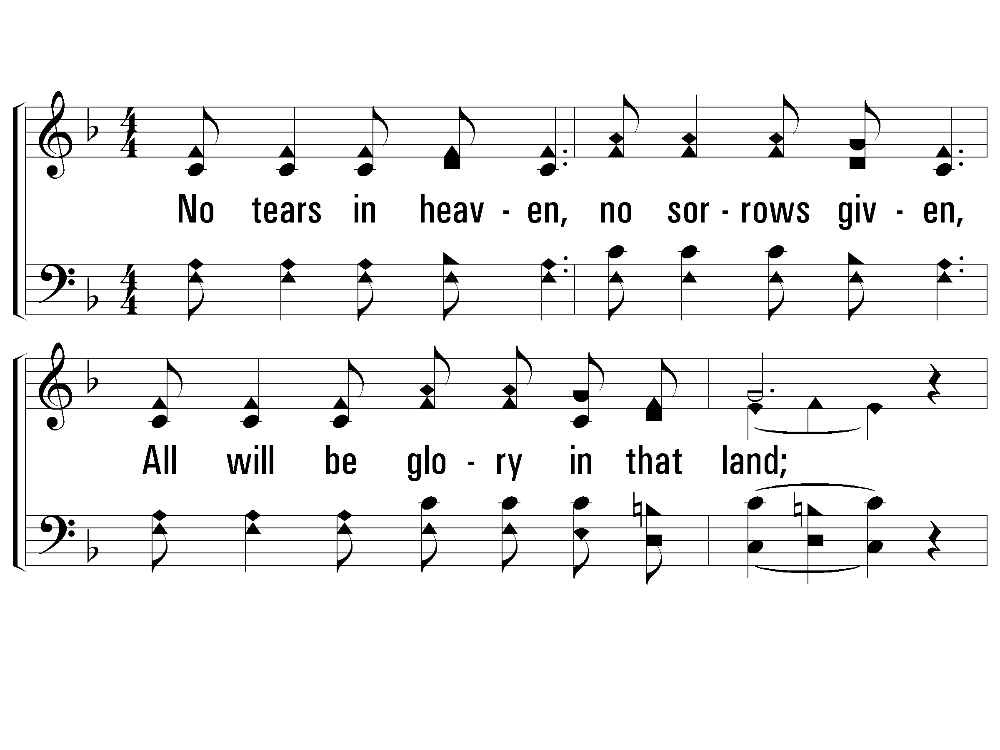 No tears in heav - en, no sor - rows giv - en,
All will be glo - ry in that land;